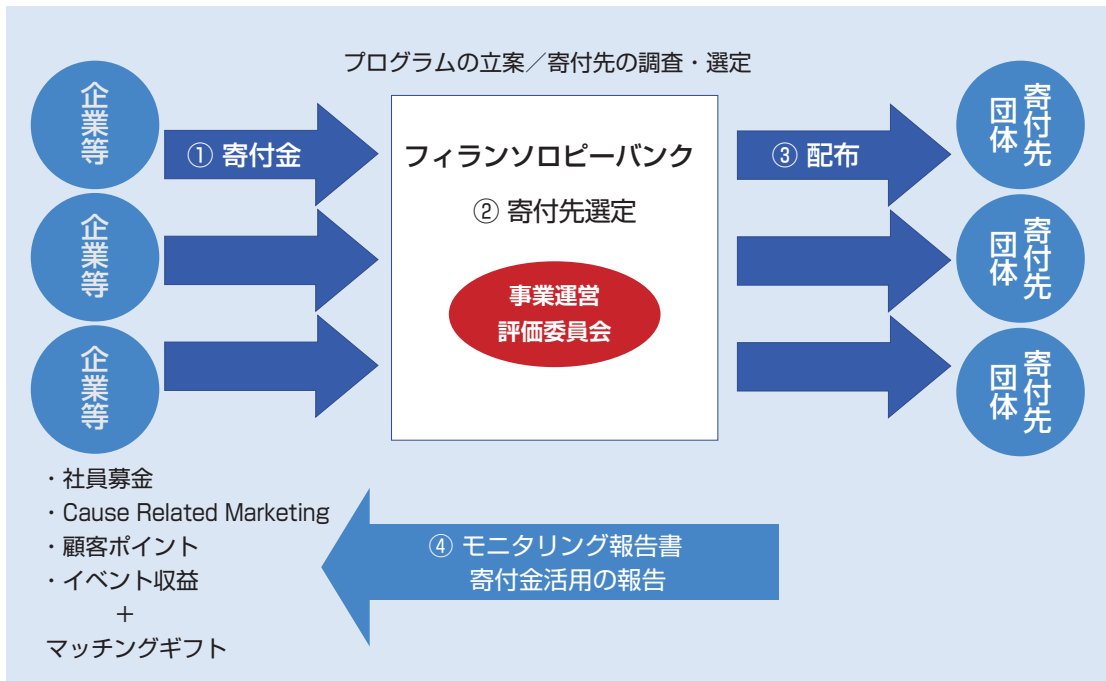 プログラムの立案／寄付先の調査・選定
企業等
① 寄付金
フィランソロピーバンク
② 寄付先選定
事業運営
評価委員会
③ 配布
寄付先
団体
企業等
寄付先
団体
企業等
寄付先
団体
・社員募金
・Cause Related Marketing
・顧客ポイント
・イベント収益
＋
マッチングギフト
④ モニタリング報告書
寄付金活用の報告